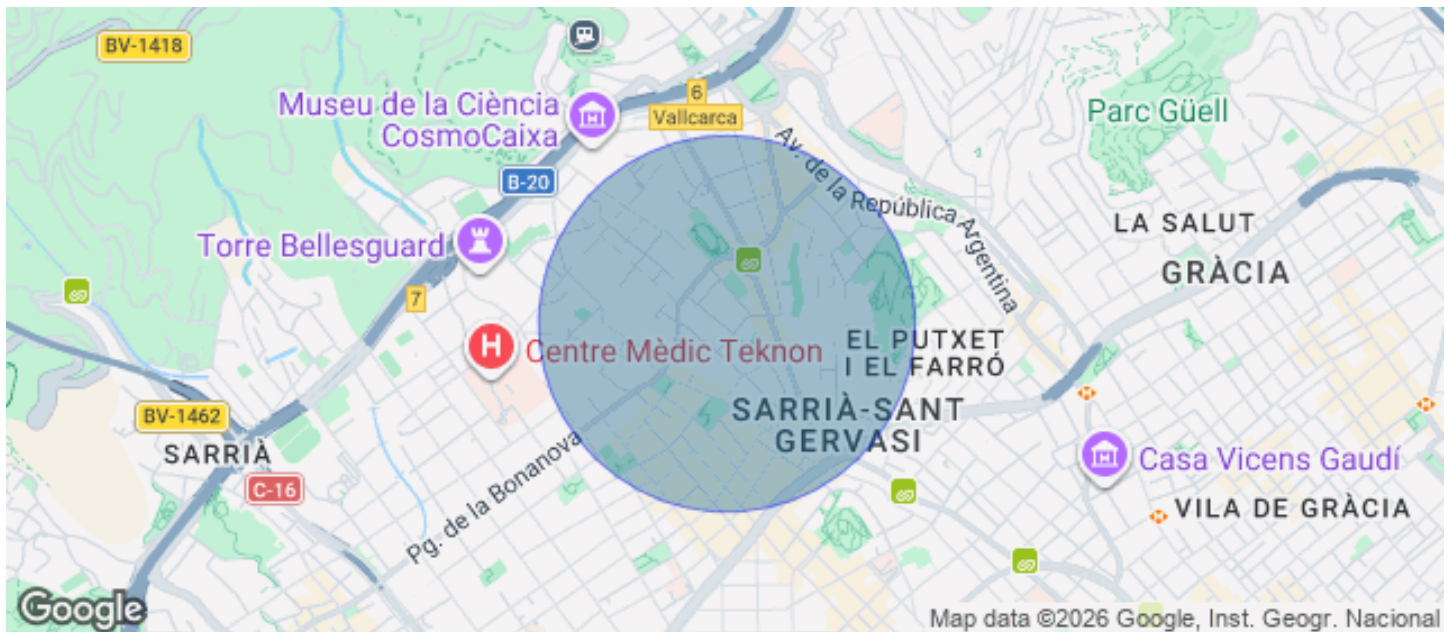 BV-1418
Museu de la Ciència
CosmoCaixa
6
Vallcarca
Parc Güell
Av. de la República Argentina
B-20
LA SALUT
Torre Bellesguard
GRÀCIA
7
H
Centre Mèdic Teknon
EL PUTXET
I EL FARRÓ
BV-1462
SARRIÀ-SANT
GERVASI
SARRIÀ
Pg. de la Bonanova
Casa Vicens Gaudí
C-16
VILA DE GRÀCIA
Google
Map data ©2026 Google, Inst. Geogr. Nacional